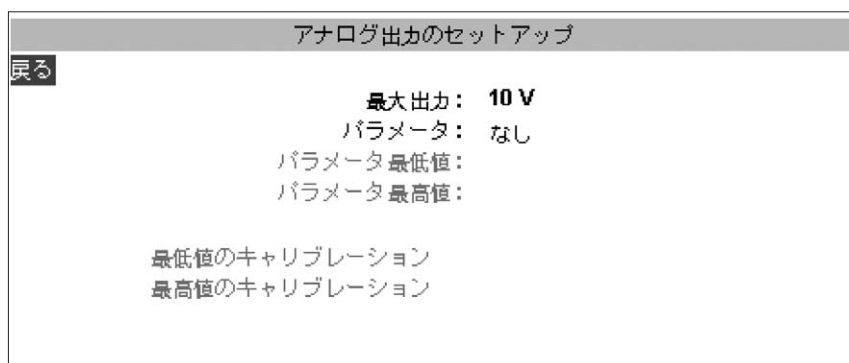 アナログ出力のセットアップ
戻る
最大出力： 10 V
パラメータ： なし
パラメータ最低値：
パラメータ最高値：
最低値のキャリブレーション
最高値のキャリブレーション